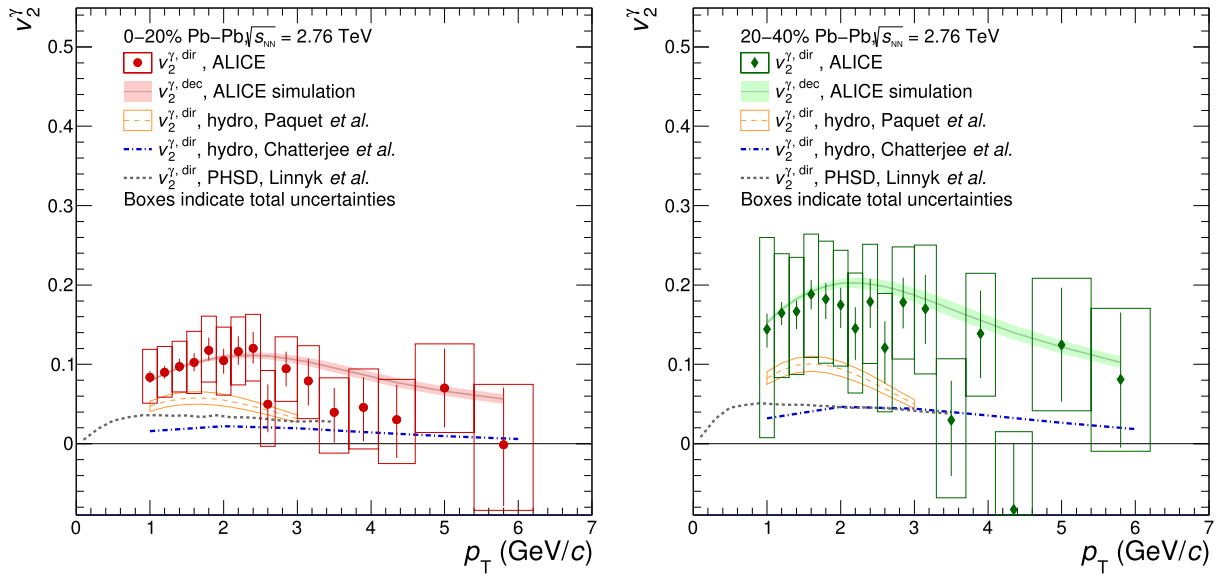 v₂^γ
0−20% Pb−Pb, √s_NN = 2.76 TeV
v₂^γ, dir, ALICE
v₂^γ, dec, ALICE simulation
v₂^γ, dir, hydro, Paquet et al.
v₂^γ, dir, hydro, Chatterjee et al.
v₂^γ, dir, PHSD, Linnyk et al.
Boxes indicate total uncertainties
0.5
0.4
0.3
0.2
0.1
0
0 1 2 3 4 5 6 7
p_T (GeV/c)
v₂^γ
20−40% Pb−Pb, √s_NN = 2.76 TeV
v₂^γ, dir, ALICE
v₂^γ, dec, ALICE simulation
v₂^γ, dir, hydro, Paquet et al.
v₂^γ, dir, hydro, Chatterjee et al.
v₂^γ, dir, PHSD, Linnyk et al.
Boxes indicate total uncertainties
0.5
0.4
0.3
0.2
0.1
0
0 1 2 3 4 5 6 7
p_T (GeV/c)